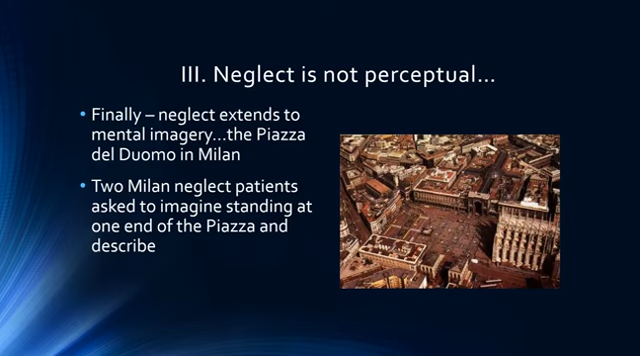 III. Neglect is not perceptual...
• Finally – neglect extends to
mental imagery...the Piazza
del Duomo in Milan
• Two Milan neglect patients
asked to imagine standing at
one end of the Piazza and
describe